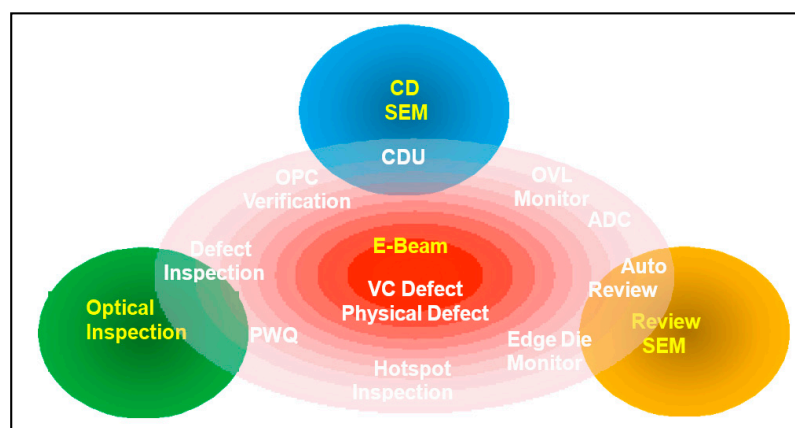 CD
SEM
CDU
OPC
Verification
OVL
Monitor
ADC
Defect
Inspection
E-Beam
VC Defect
Physical Defect
Auto
Review
Optical
Inspection
PWQ
Hotspot
Inspection
Edge Die
Monitor
Review
SEM